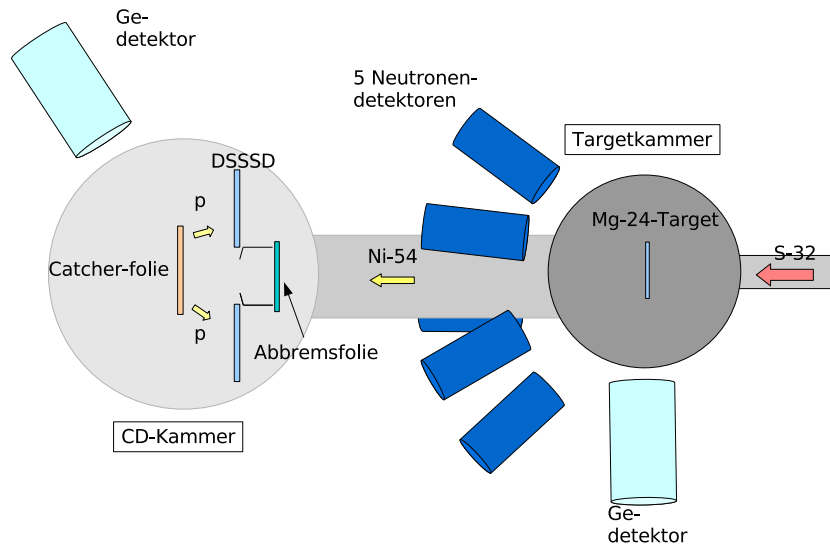 Ge-
detektor
5 Neutronen-
detektoren
Targetkammer
DSSSD
p
Mg-24-Target
Catcher-folie
Ni-54
S-32
p
Abbremsfolie
CD-Kammer
Ge-
detektor